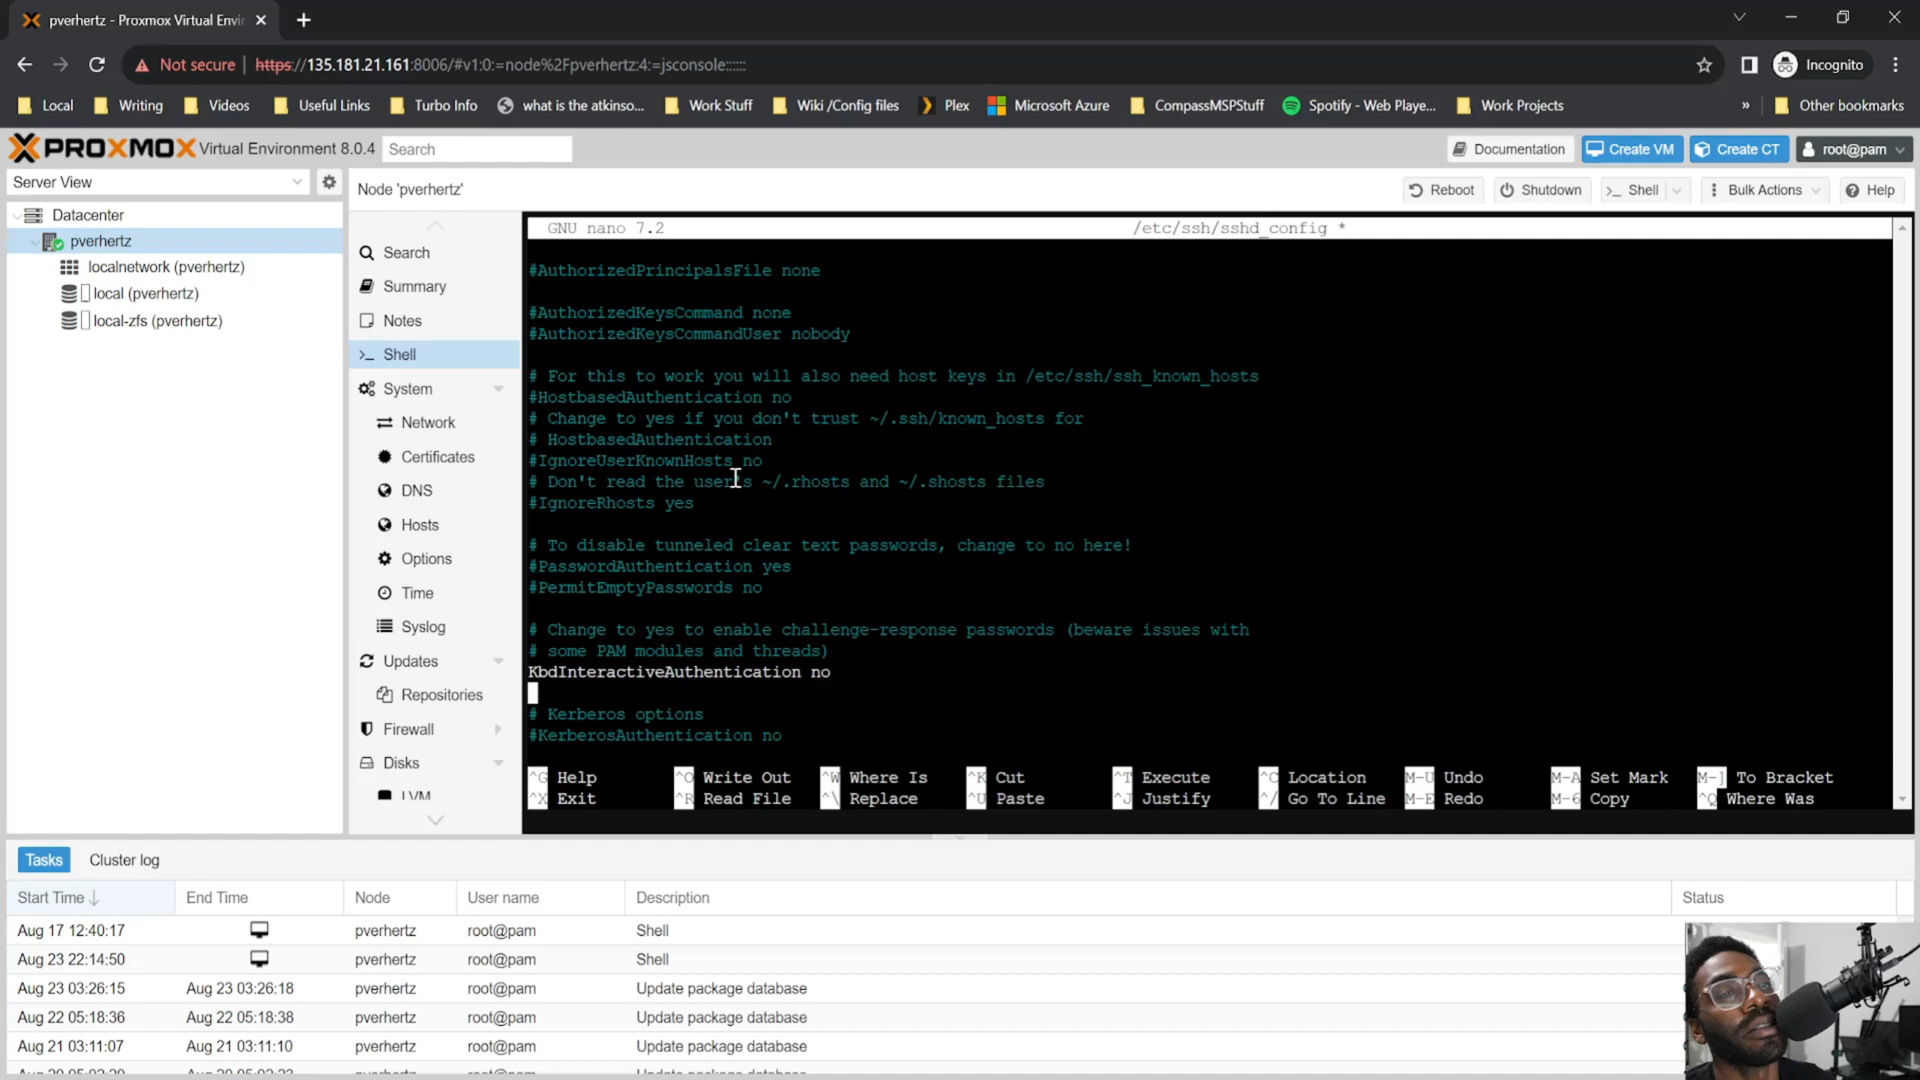 pverhertz - Proxmox Virtual Envir
Not secure
https://135.181.21.161:8006/#v1:0:=node%2Fpverhertz:4:=jsconsole::::::
Incognito
Local
Writing
Videos
Useful Links
Turbo Info
what is the atkinso...
Work Stuff
Wiki /Config files
Plex
Microsoft Azure
CompassMSPStuff
Spotify - Web Playe...
Work Projects
»
Other bookmarks
PROXMOX
Virtual Environment 8.0.4
Search
Documentation
Create VM
Create CT
root@pam
Server View
Node 'pverhertz'
Reboot
Shutdown
Shell
Bulk Actions
Help
Datacenter
pverhertz
localnetwork (pverhertz)
local (pverhertz)
local-zfs (pverhertz)
Search
Summary
Notes
Shell
System
Network
Certificates
DNS
Hosts
Options
Time
Syslog
Updates
Repositories
Firewall
Disks
LVM
GNU nano 7.2 /etc/ssh/sshd_config *
#AuthorizedPrincipalsFile none
#AuthorizedKeysCommand none
#AuthorizedKeysCommandUser nobody
# For this to work you will also need host keys in /etc/ssh/ssh_known_hosts
#HostbasedAuthentication no
# Change to yes if you don't trust ~/.ssh/known_hosts for
# HostbasedAuthentication
#IgnoreUserKnownHosts no
# Don't read the user's ~/.rhosts and ~/.shosts files
#IgnoreRhosts yes
# To disable tunneled clear text passwords, change to no here!
#PasswordAuthentication yes
#PermitEmptyPasswords no
# Change to yes to enable challenge-response passwords (beware issues with
# some PAM modules and threads)
KbdInteractiveAuthentication no
# Kerberos options
#KerberosAuthentication no
^G Help ^O Write Out ^W Where Is ^K Cut ^T Execute ^C Location M-U Undo M-A Set Mark M-] To Bracket
^X Exit ^R Read File ^\ Replace ^U Paste ^J Justify ^/ Go To Line M-E Redo M-6 Copy ^Q Where Was
Tasks
Cluster log
Start Time End Time Node User name Description Status
Aug 17 12:40:17 pverhertz root@pam Shell
Aug 23 22:14:50 pverhertz root@pam Shell
Aug 23 03:26:15 Aug 23 03:26:18 pverhertz root@pam Update package database
Aug 22 05:18:36 Aug 22 05:18:38 pverhertz root@pam Update package database
Aug 21 03:11:07 Aug 21 03:11:10 pverhertz root@pam Update package database